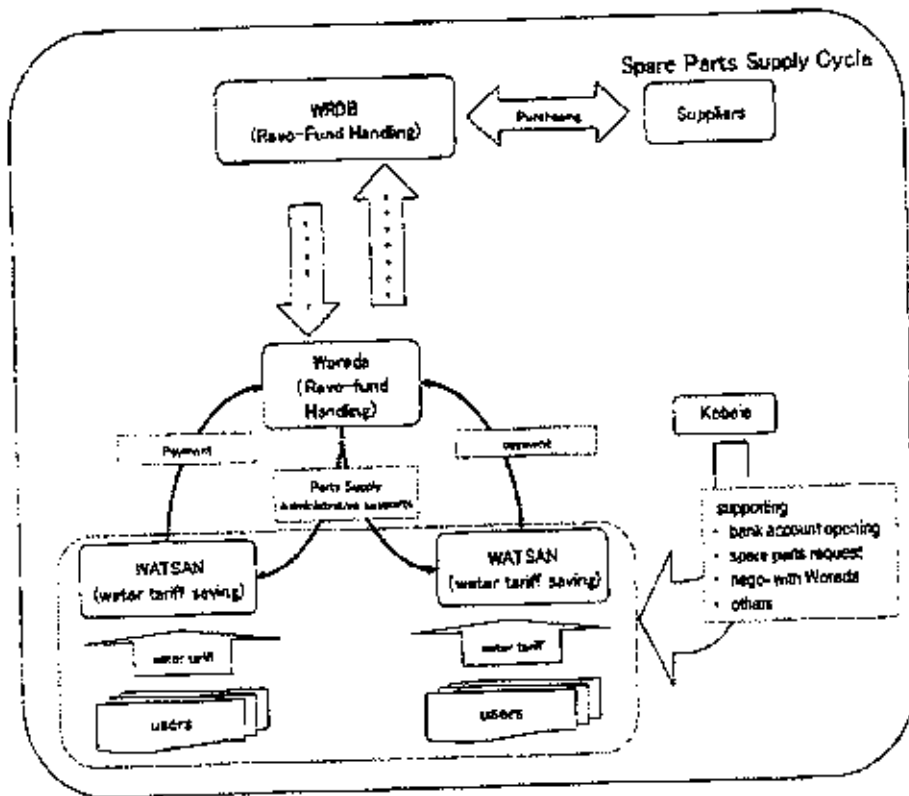 Spare Parts Supply Cycle
WRDB
(Revo-Fund Handling)
Purchasing
Suppliers
Woreda
(Revo-fund
Handling)
Kebele
Payment
payment
Parts Supply
Administrative supports
supporting
• bank account opening
• spare parts request
• nego- with Woreda
• others
WATSAN
(water tariff saving)
WATSAN
(water tariff saving)
water tariff
water tariff
users
users